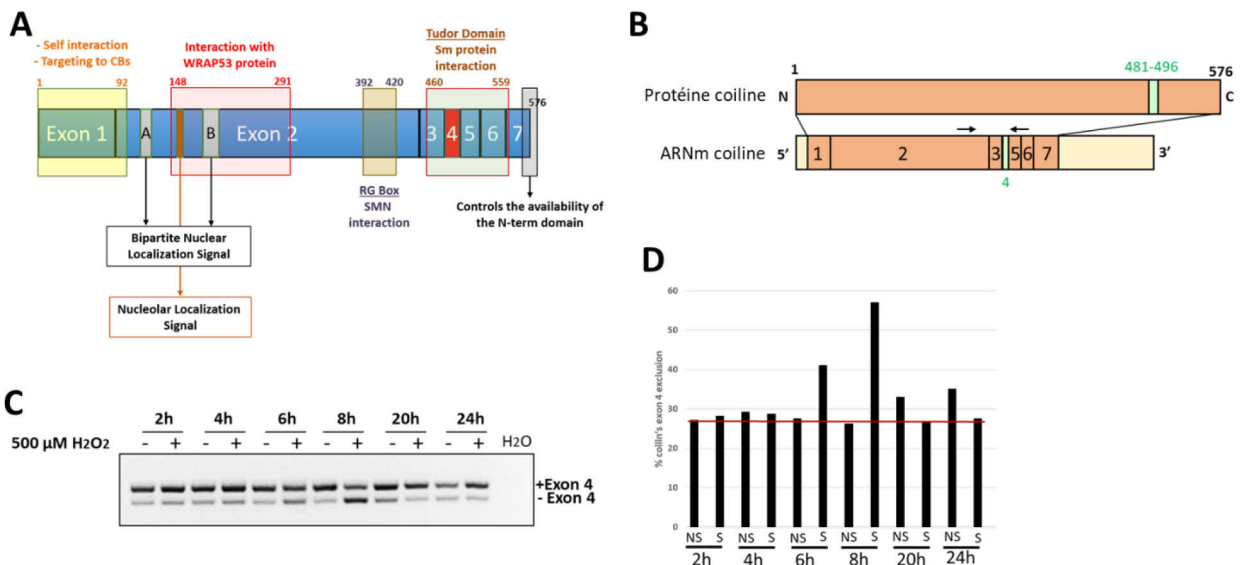 A
- Self interaction
- Targeting to CBs
1
92
Interaction with
WRAP53 protein
148
291
392
420
Tudor Domain
Sm protein
interaction
460
559
576
Exon 1
A
B
Exon 2
3
4
5
6
7
RG Box
SMN
interaction
Controls the availability of
the N-term domain
Bipartite Nuclear
Localization Signal
Nucleolar Localization
Signal
B
1
481-496
576
Protéine coiline
N
C
ARNm coiline
5'
1
2
3
5
6
7
3'
4
C
2h 4h 6h 8h 20h 24h
500 µM H2O2 - + - + - + - + - + - + H2O
+Exon 4
- Exon 4
D
% coilin's exon 4 exclusion
60
50
40
30
20
10
0
NS S NS S NS S NS S NS S NS S
2h 4h 6h 8h 20h 24h